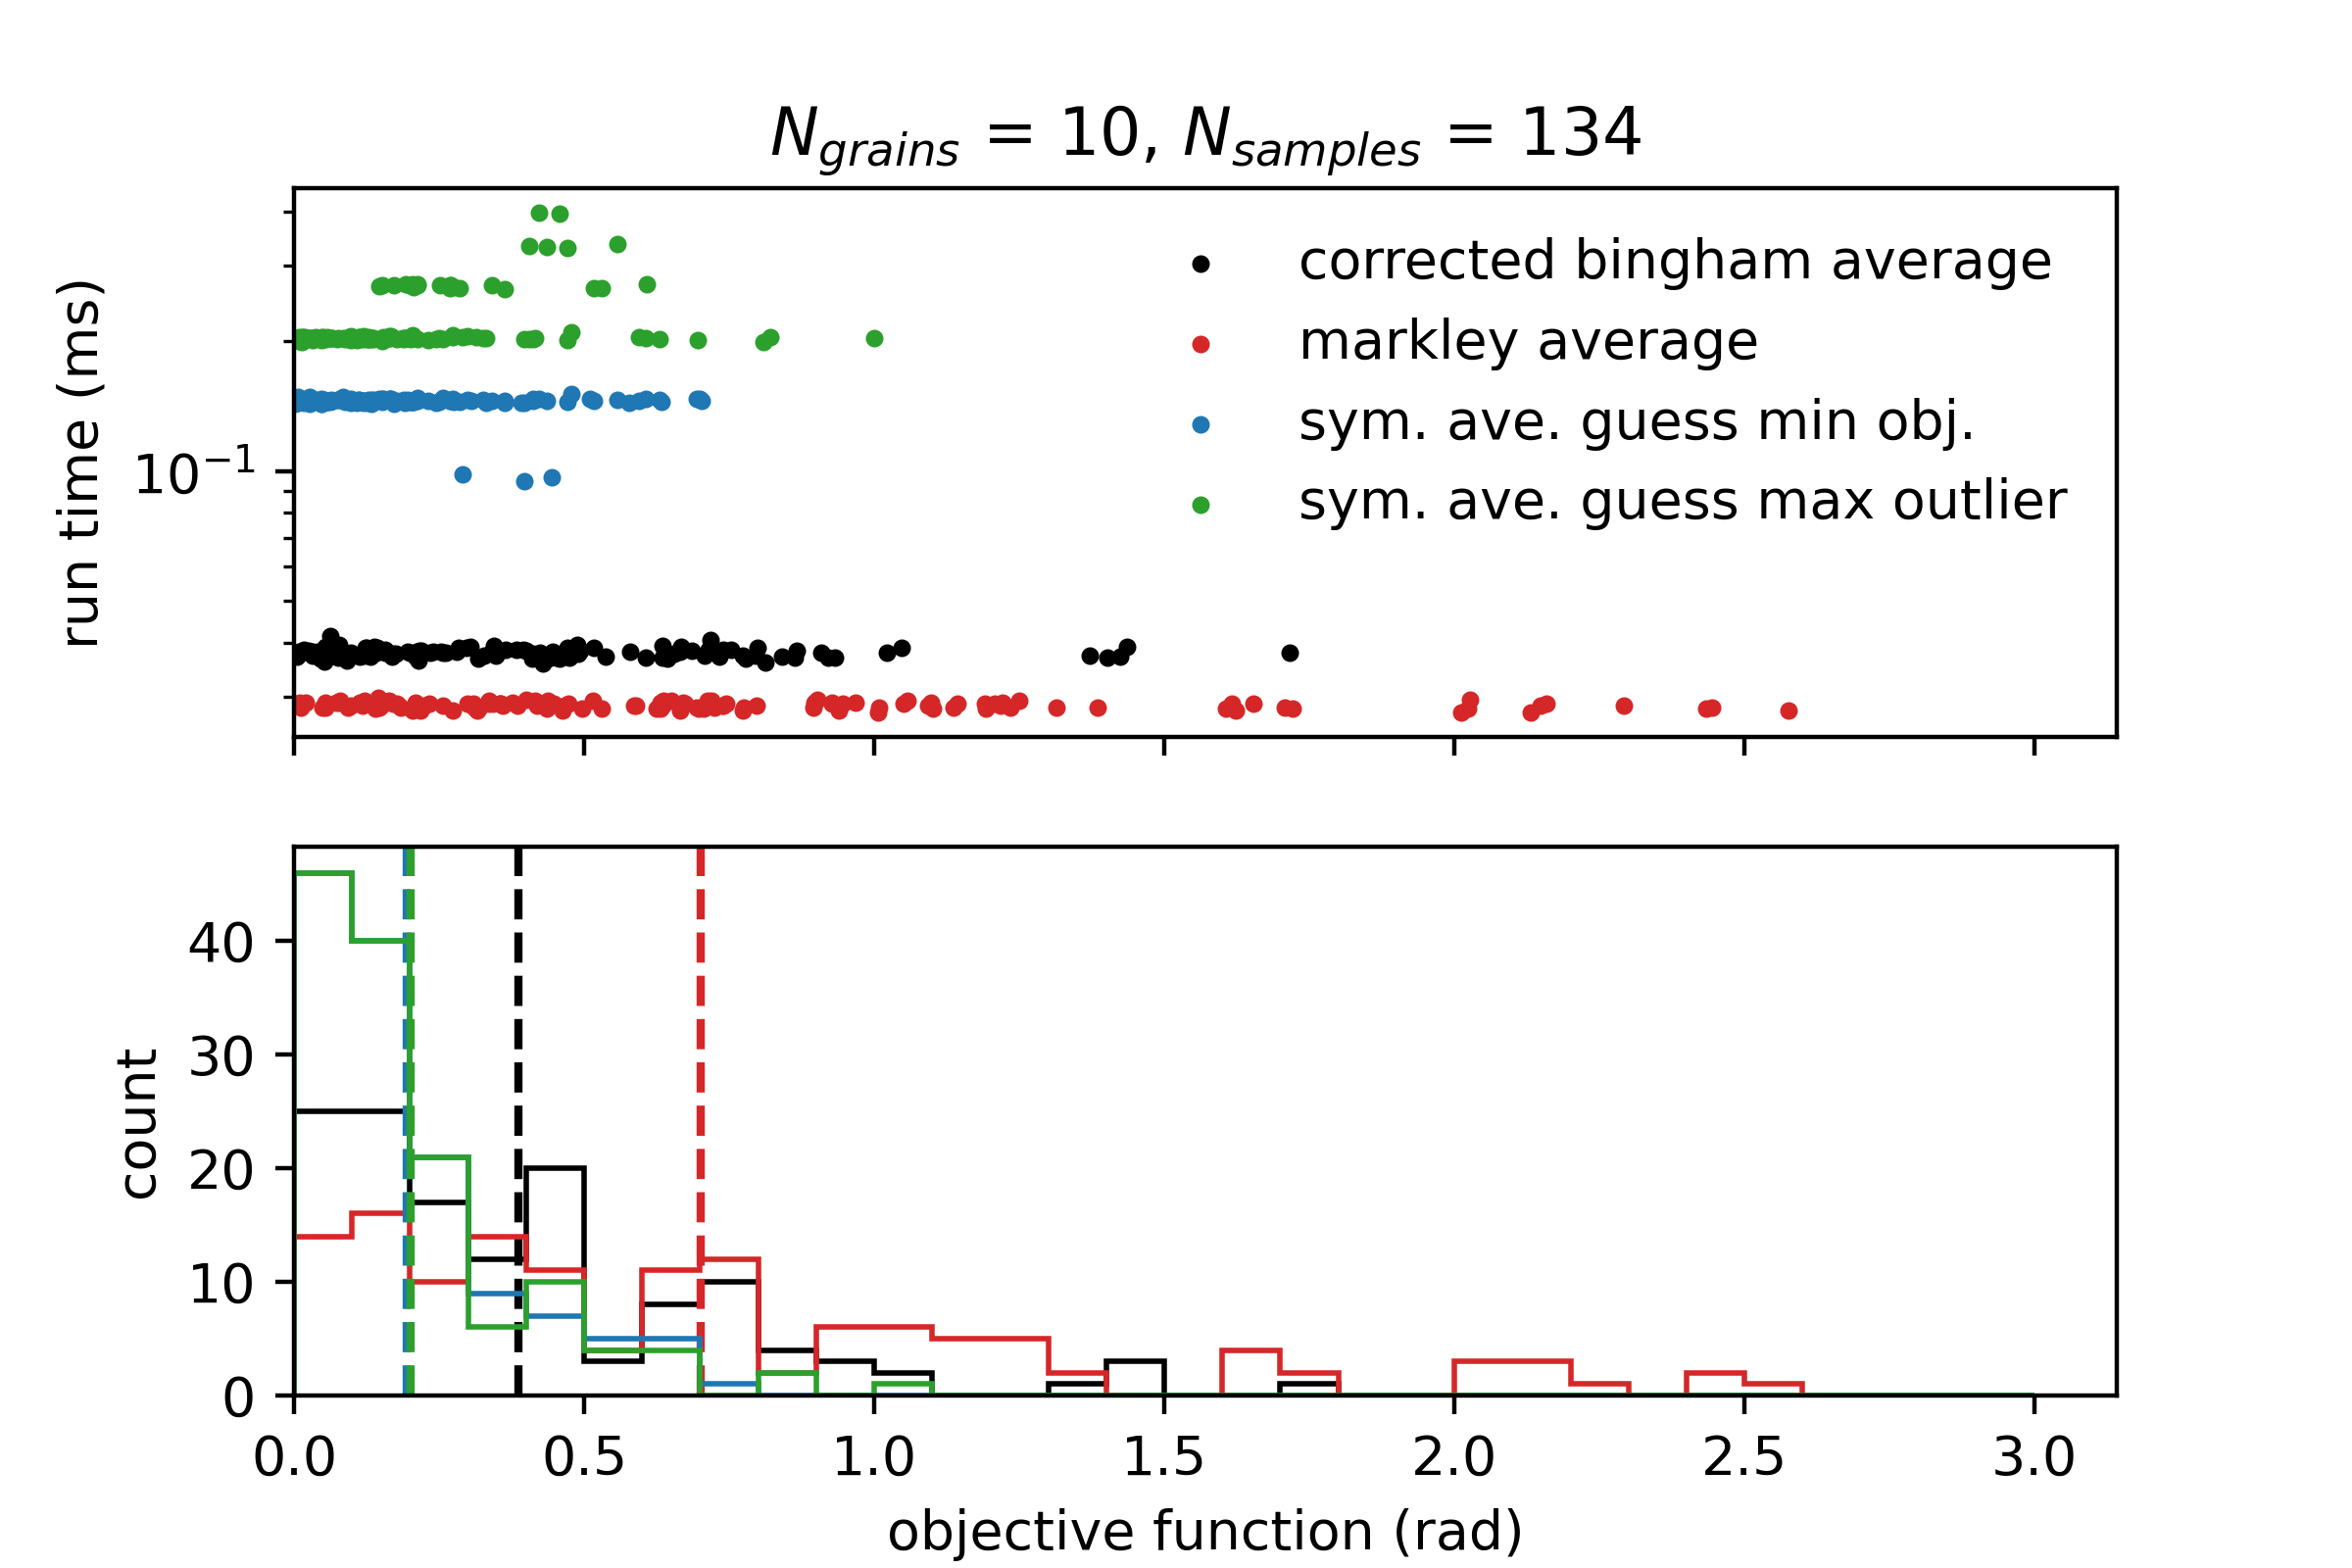 N_grains = 10, N_samples = 134
run time (ms)
10⁻¹
corrected bingham average
markley average
sym. ave. guess min obj.
sym. ave. guess max outlier
count
40
30
20
10
0
0.0 0.5 1.0 1.5 2.0 2.5 3.0
objective function (rad)